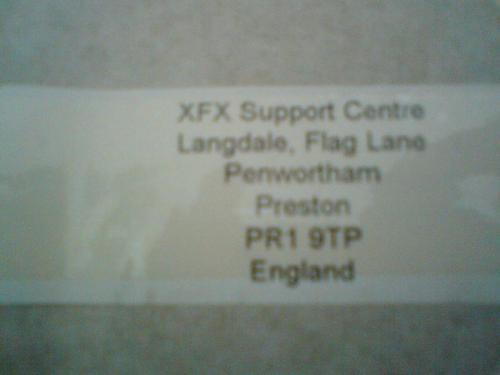 XFX Support Centre
Langdale, Flag Lane
Penwortham
Preston
PR1 9TP
England